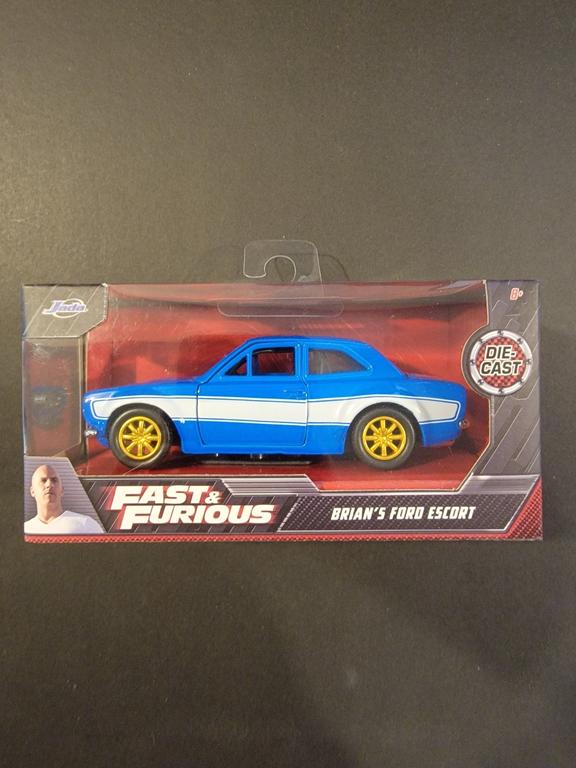 Jada
8+
DIE-
CAST
FAST &
FURIOUS
BRIAN'S FORD ESCORT